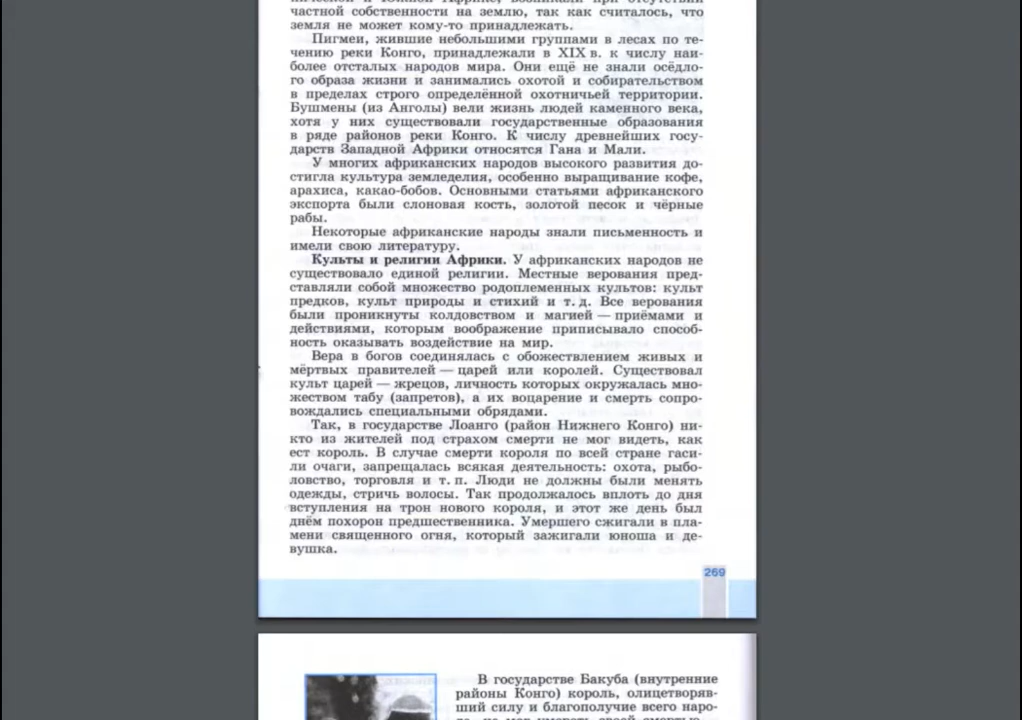 частной собственности на землю, так как считалось, что
земля не может кому-то принадлежать.
Пигмеи, жившие небольшими группами в лесах по те-
чению реки Конго, принадлежали в XIX в. к числу наи-
более отсталых народов мира. Они ещё не знали осёдло-
го образа жизни и занимались охотой и собирательством
в пределах строго определённой охотничьей территории.
Бушмены (из Анголы) вели жизнь людей каменного века,
хотя у них существовали государственные образования
в ряде районов реки Конго. К числу древнейших госу-
дарств Западной Африки относятся Гана и Мали.
У многих африканских народов высокого развития до-
стигла культура земледелия, особенно выращивание кофе,
арахиса, какао-бобов. Основными статьями африканского
экспорта были слоновая кость, золотой песок и чёрные
рабы.
Некоторые африканские народы знали письменность и
имели свою литературу.
Культы и религии Африки. У африканских народов не
существовало единой религии. Местные верования пред-
ставляли собой множество родоплеменных культов: культ
предков, культ природы и стихий и т. д. Все верования
были проникнуты колдовством и магией — приёмами и
действиями, которым воображение приписывало способ-
ность оказывать воздействие на мир.
Вера в богов соединялась с обожествлением живых и
мёртвых правителей — царей или королей. Существовал
культ царей — жрецов, личность которых окружалась мно-
жеством табу (запретов), а их воцарение и смерть сопро-
вождались специальными обрядами.
Так, в государстве Лоанго (район Нижнего Конго) ни-
кто из жителей под страхом смерти не мог видеть, как
ест король. В случае смерти короля по всей стране гаси-
ли очаги, запрещалась всякая деятельность: охота, рыбо-
ловство, торговля и т. п. Люди не должны были менять
одежды, стричь волосы. Так продолжалось вплоть до дня
вступления на трон нового короля, и этот же день был
днём похорон предшественника. Умершего сжигали в пла-
мени священного огня, который зажигали юноша и де-
вушка.
269
В государстве Бакуба (внутренние
районы Конго) король, олицетворяв-
ший силу и благополучие всего наро-